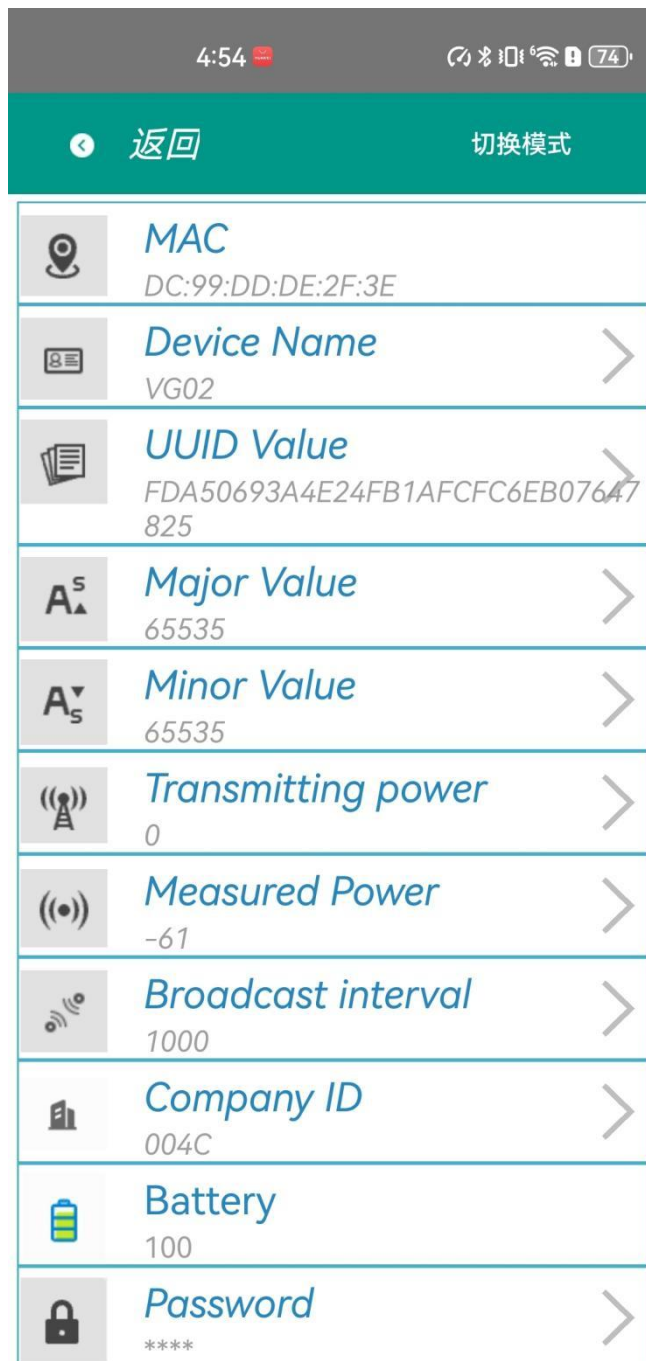 4:54
6
74
返回
切换模式
MAC
DC:99:DD:DE:2F:3E
Device Name
VG02
UUID Value
FDA50693A4E24FB1AFCFC6EB07647
825
Major Value
65535
Minor Value
65535
Transmitting power
0
Measured Power
-61
Broadcast interval
1000
Company ID
004C
Battery
100
Password
****